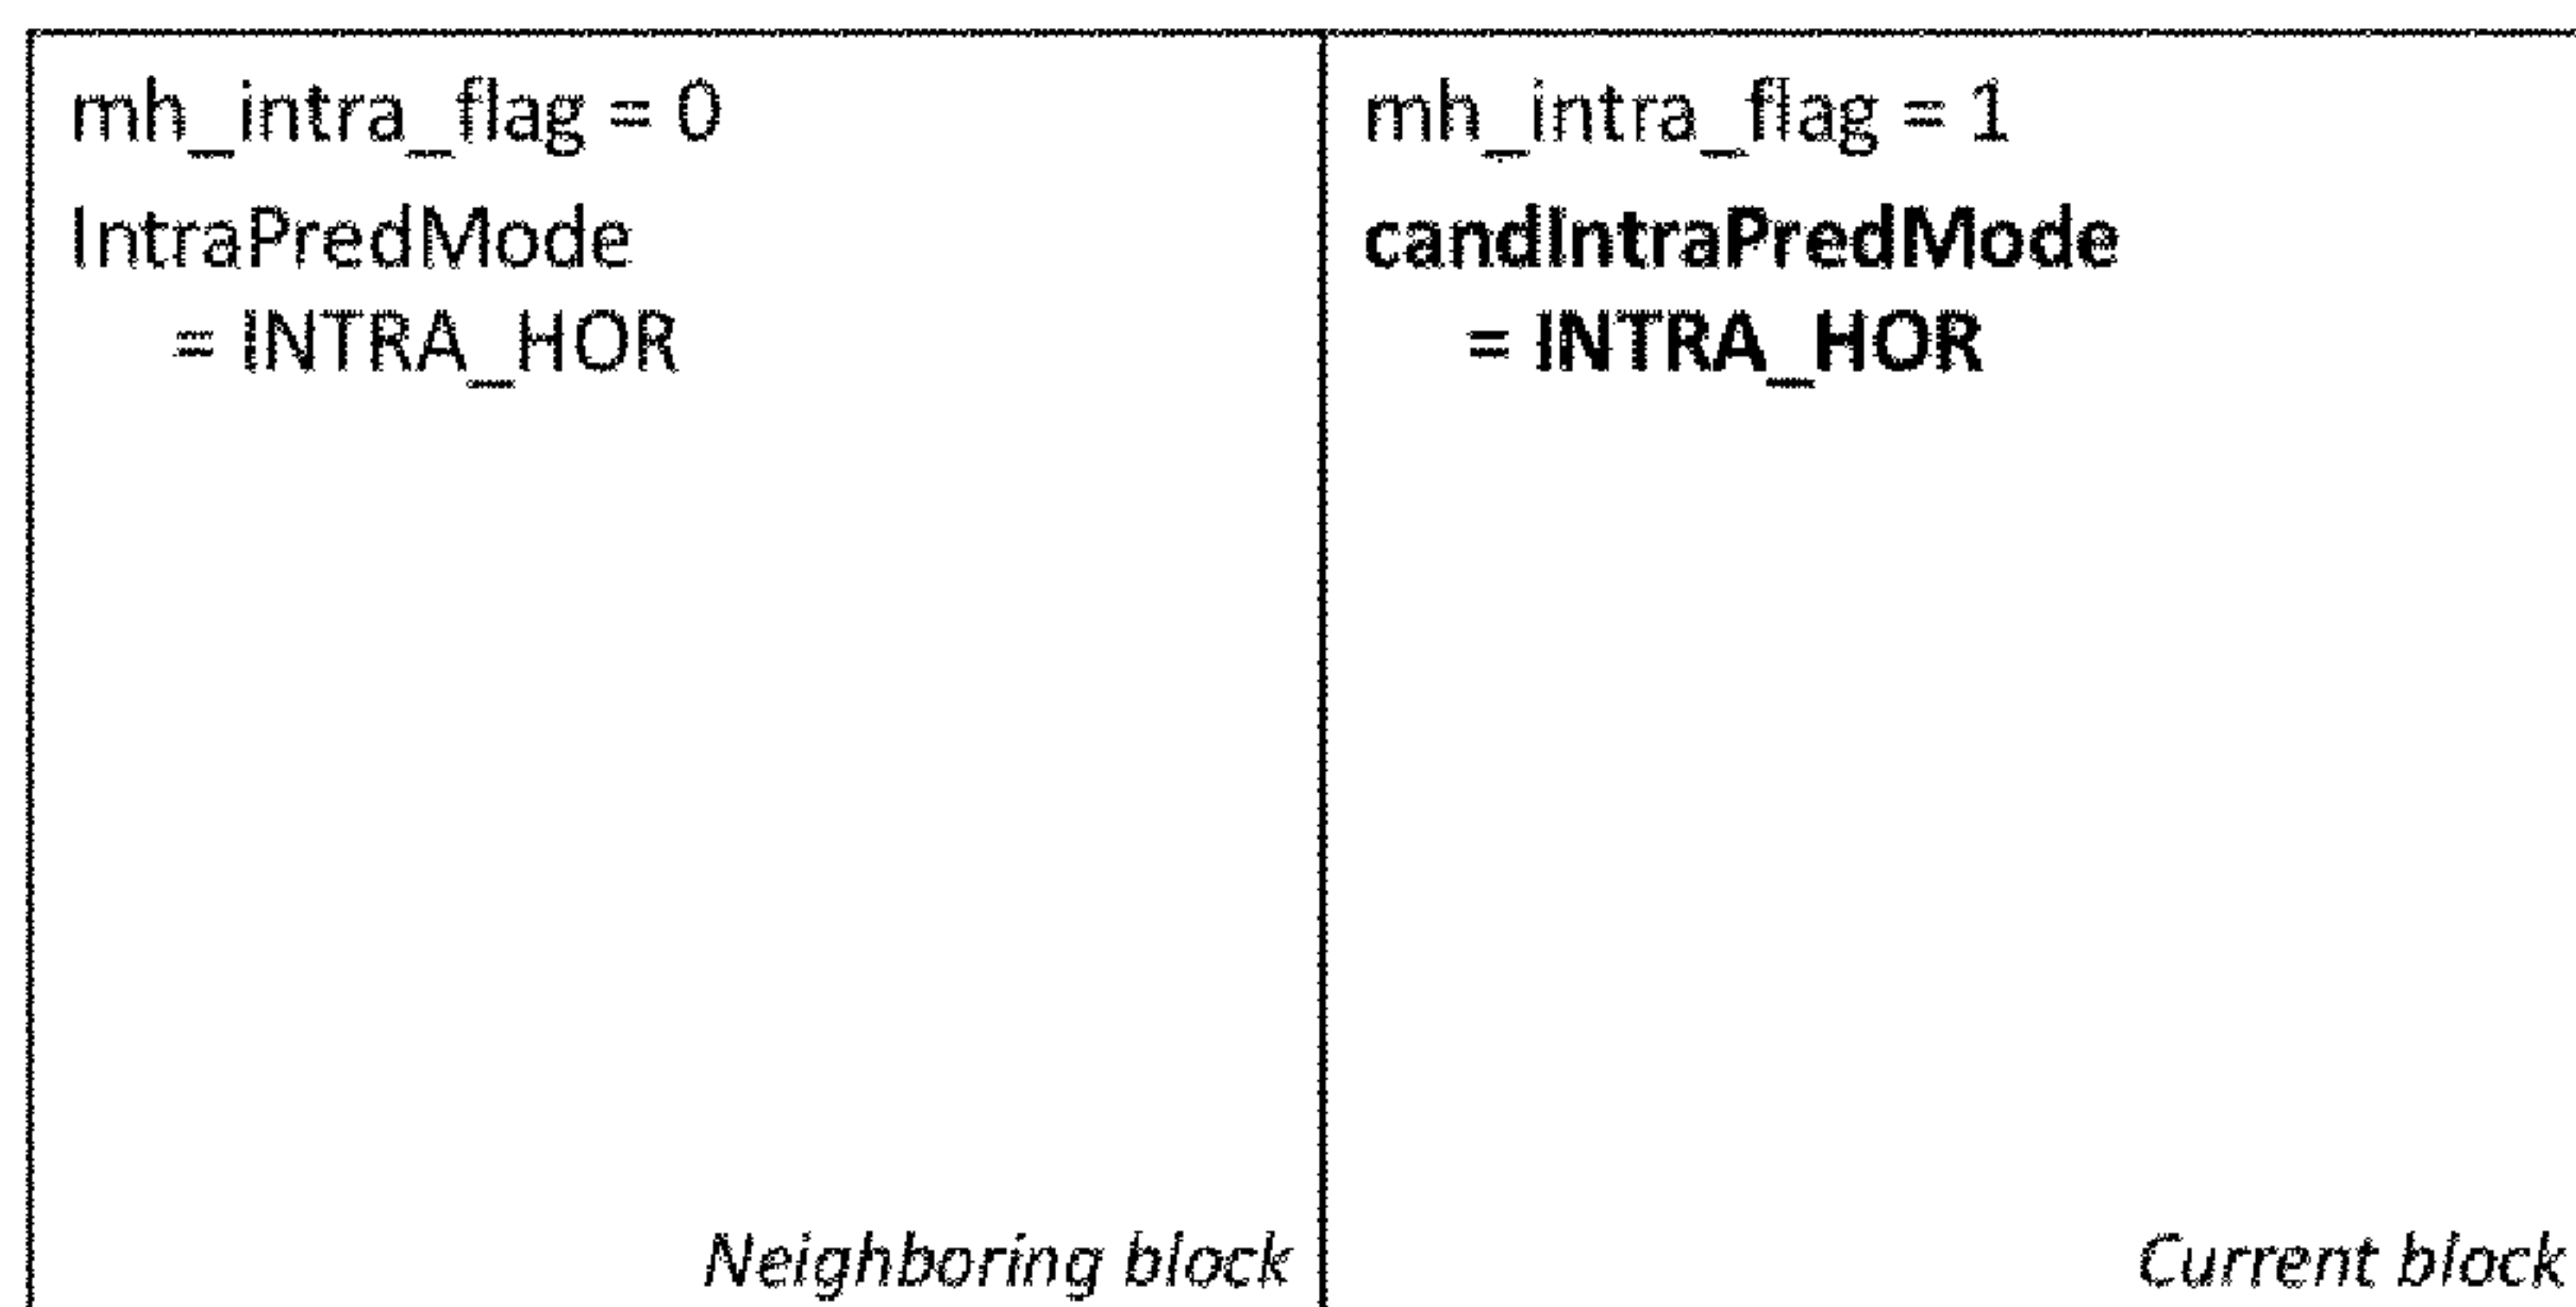 mh_intra_flag = 0
IntraPredMode
= INTRA_HOR
Neighboring block
mh_intra_flag = 1
candIntraPredMode
= INTRA_HOR
Current block